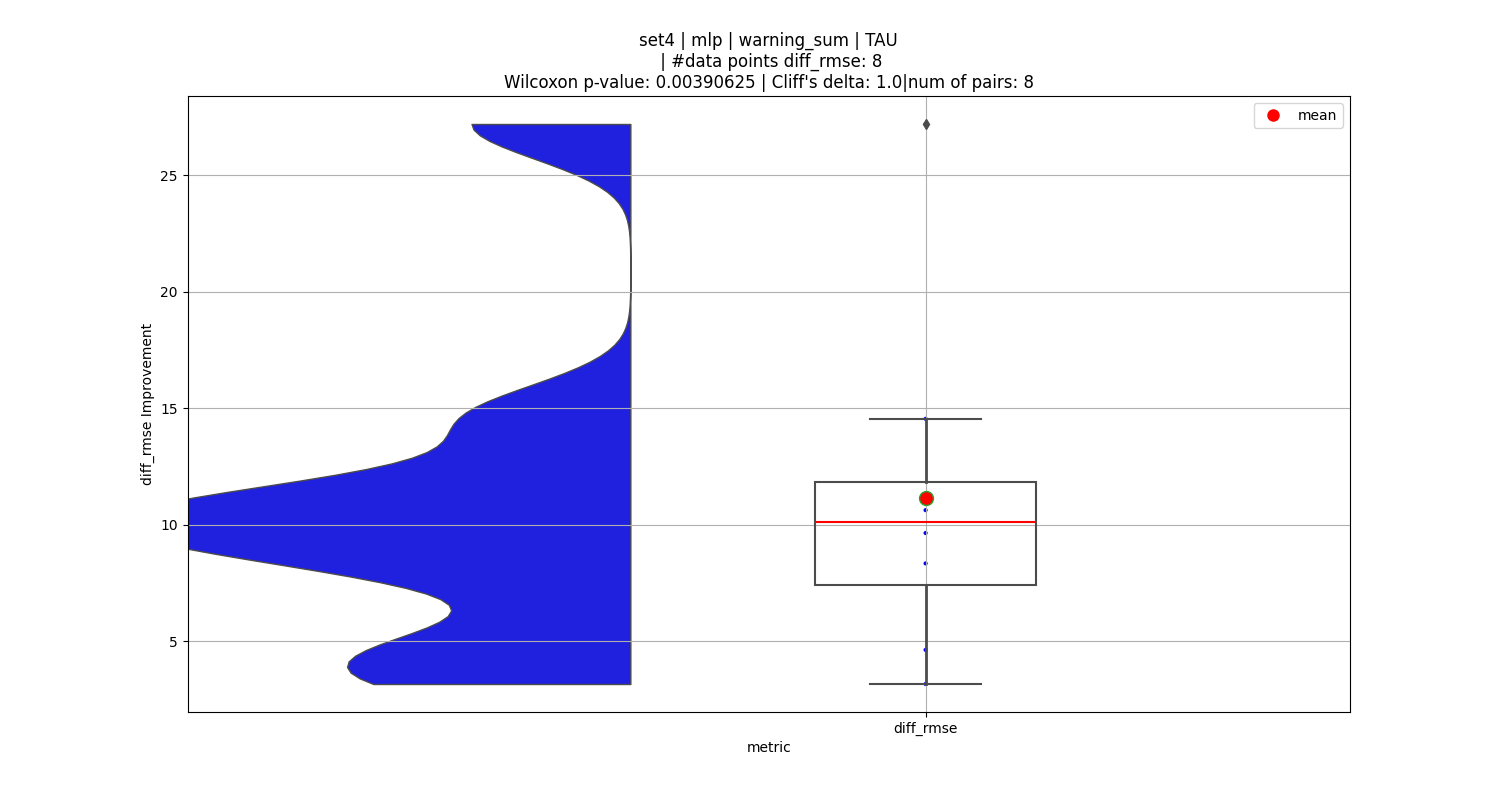 set4 | mlp | warning_sum | TAU
| #data points diff_rmse: 8
Wilcoxon p-value: 0.00390625 | Cliff's delta: 1.0|num of pairs: 8
mean
25
20
15
10
5
diff_rmse Improvement
diff_rmse
metric